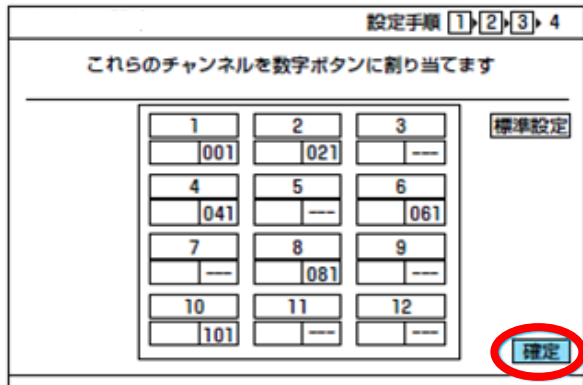 設定手順 1 2 3 4
これらのチャンネルを数字ボタンに割り当てます
1 2 3 標準設定
001 021 ---
4 5 6
041 --- 061
7 8 9
--- 081 ---
10 11 12
101 --- ---
確定